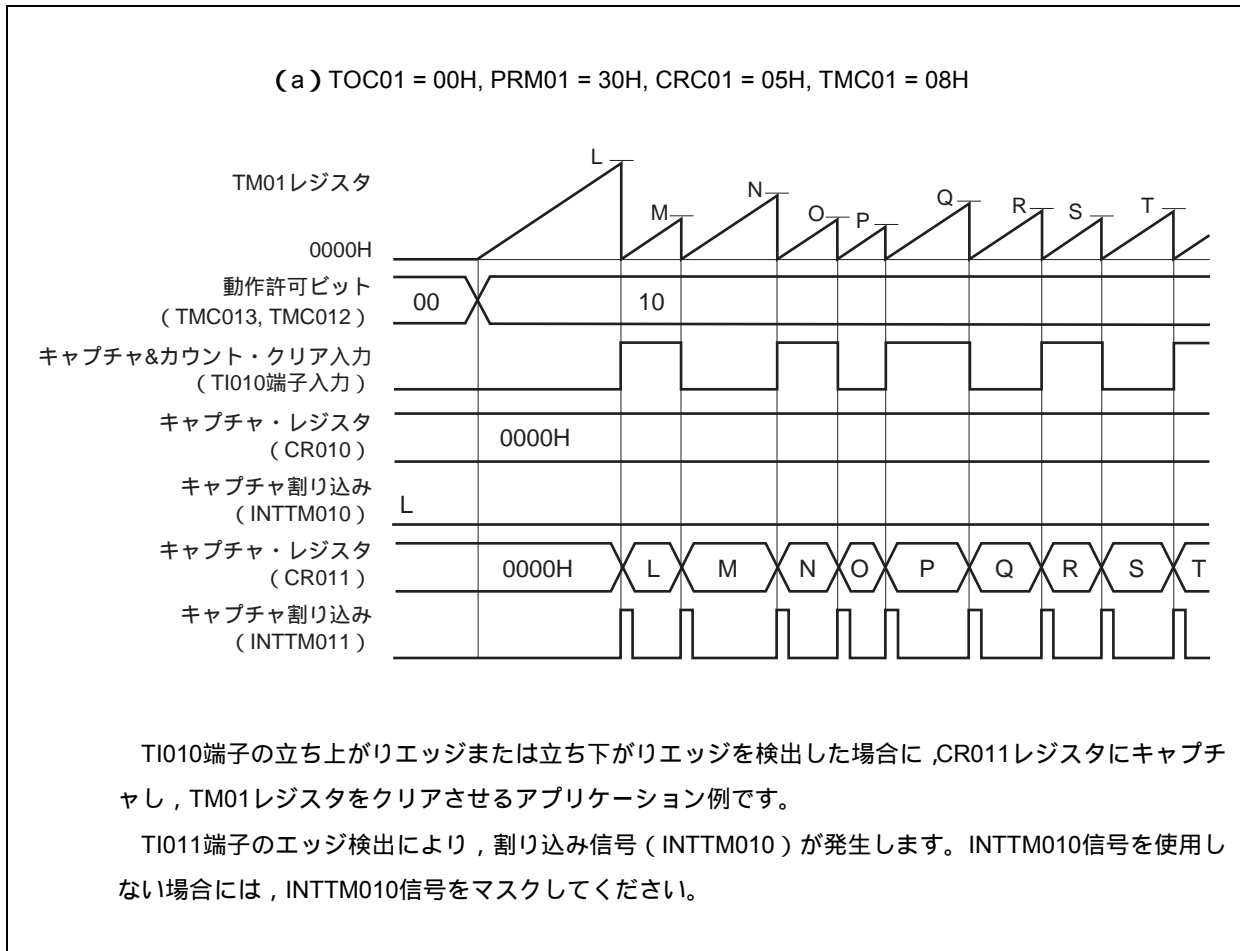 (a) TOC01 = 00H, PRM01 = 30H, CRC01 = 05H, TMC01 = 08H
TM01レジスタ
0000H
L
M
N
O
P
Q
R
S
T
動作許可ビット
(TMC013, TMC012)
00
10
キャプチャ&カウント・クリア入力
(TI010端子入力)
キャプチャ・レジスタ
(CR010)
0000H
キャプチャ割り込み
(INTTM010)
L
キャプチャ・レジスタ
(CR011)
0000H
L
M
N
O
P
Q
R
S
T
キャプチャ割り込み
(INTTM011)
TI010端子の立ち上がりエッジまたは立ち下がりエッジを検出した場合に,CR011レジスタにキャプチ
ャし,TM01レジスタをクリアさせるアプリケーション例です。
TI011端子のエッジ検出により,割り込み信号(INTTM010)が発生します。INTTM010信号を使用し
ない場合には,INTTM010信号をマスクしてください。